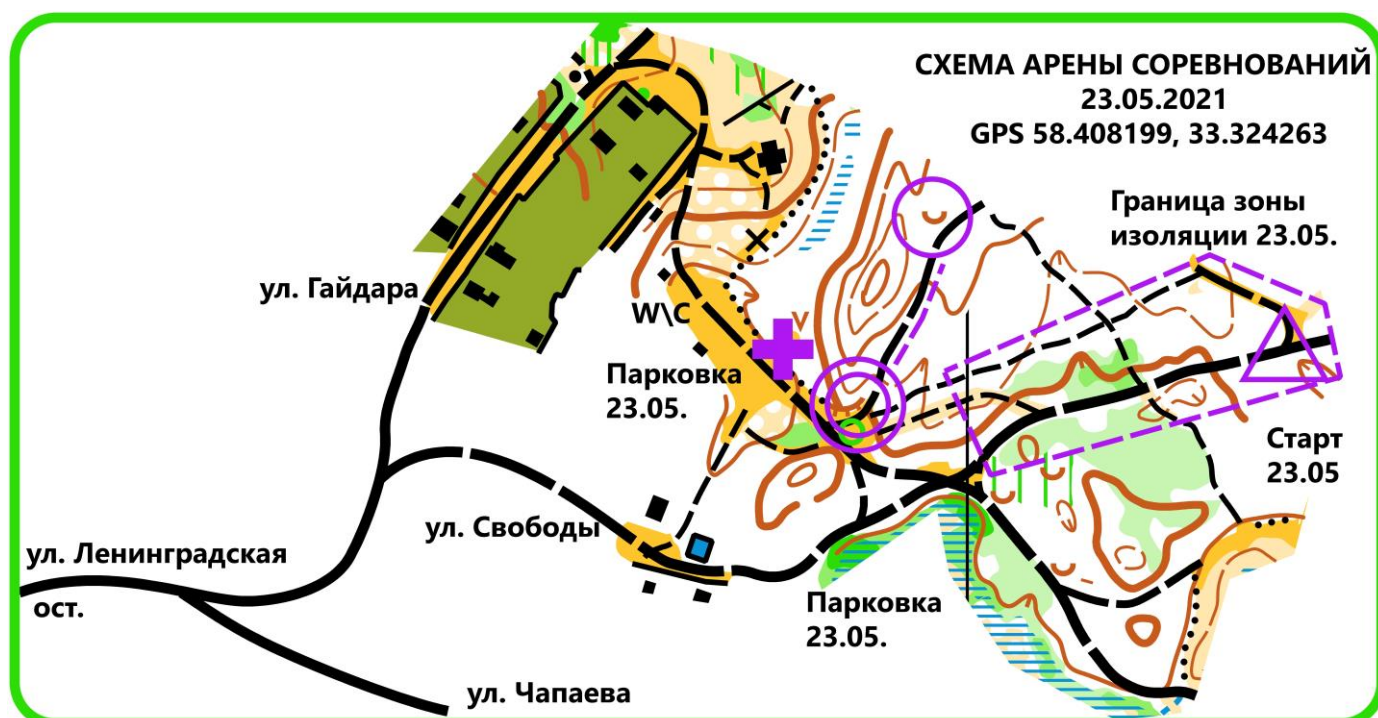 СХЕМА АРЕНЫ СОРЕВНОВАНИЙ
23.05.2021
GPS 58.408199, 33.324263
Граница зоны
изоляции 23.05.
ул. Гайдара
W\C
Парковка
23.05.
Старт
23.05
ул. Свободы
ул. Ленинградская
ост.
Парковка
23.05.
ул. Чапаева